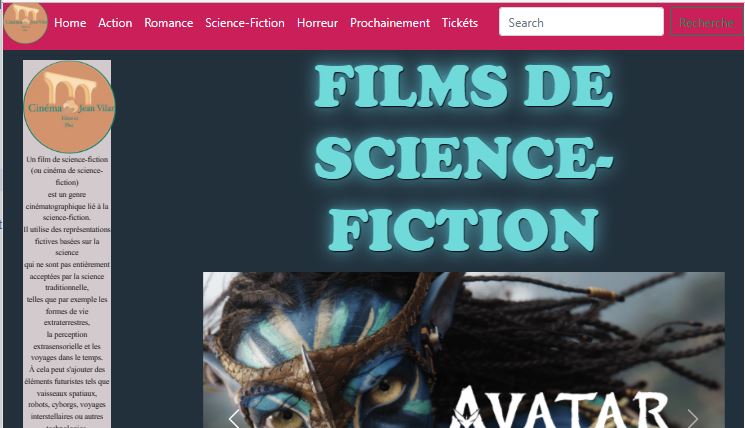 Home Action Romance Science-Fiction Horreur Prochainement Tickéts Search Recherche
FILMS DE
SCIENCE-
FICTION
Cinéma Jean Vilar
Un film de science-fiction
(ou cinéma de science-
fiction)
est un genre
cinématographique lié à la
science-fiction.
Il utilise des représentations
fictives basées sur la
science
qui ne sont pas entièrement
acceptées par la science
traditionnelle,
telles que par exemple les
formes de vie
extraterrestres,
la perception
extrasensorielle et les
voyages dans le temps.
À cela peut s'ajouter des
éléments futuristes tels que
vaisseaux spatiaux,
robots, cyborgs, voyages
interstellaires ou autres
technologies
AVATAR